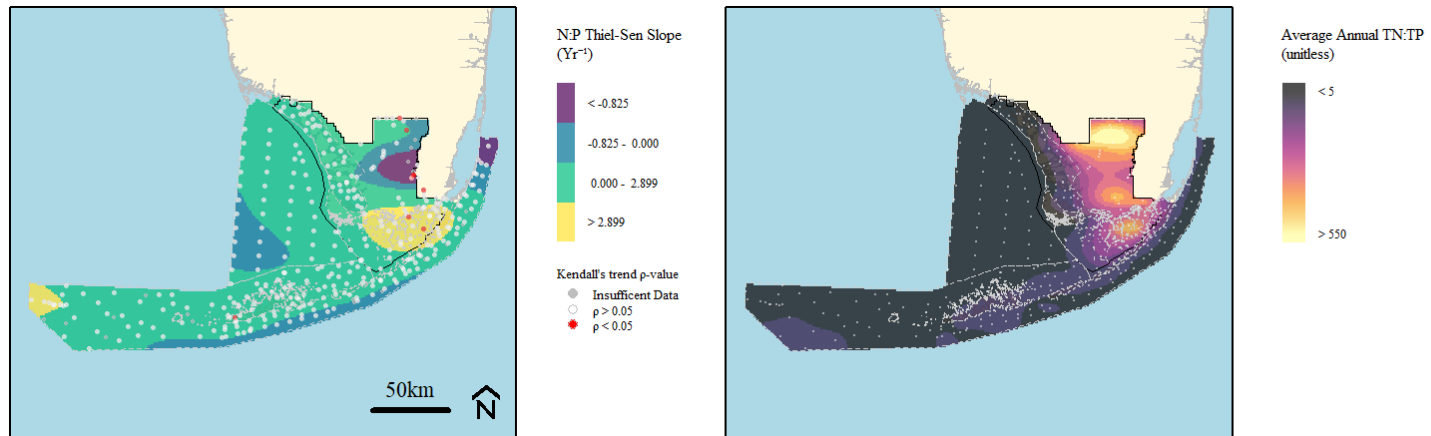 N:P Thiel-Sen Slope
(Yr⁻¹)
< -0.825
-0.825 - 0.000
0.000 - 2.899
> 2.899
Kendall's trend ρ-value
Insufficent Data
ρ > 0.05
ρ < 0.05
50km
N
Average Annual TN:TP
(unitless)
< 5
> 550